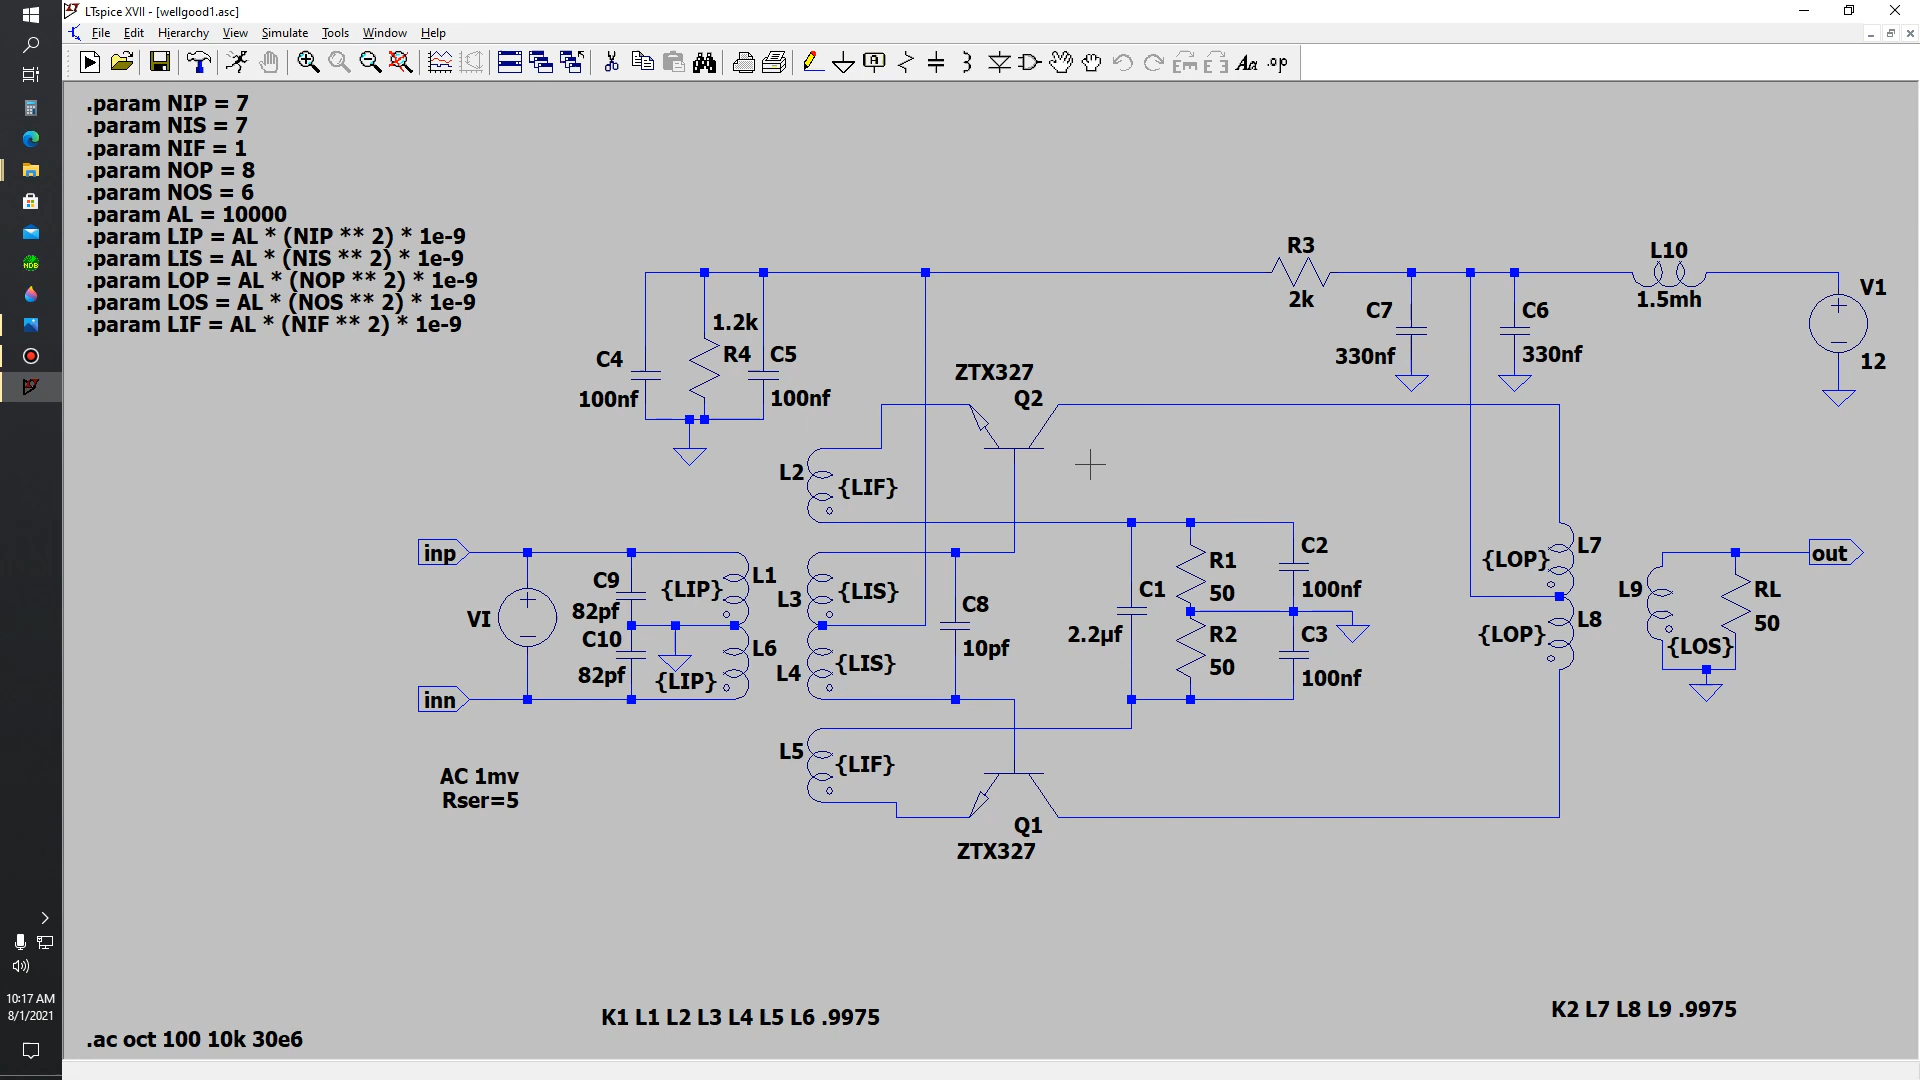 LTspice XVII - [wellgood1.asc]
File Edit Hierarchy View Simulate Tools Window Help
.param NIP = 7
.param NIS = 7
.param NIF = 1
.param NOP = 8
.param NOS = 6
.param AL = 10000
.param LIP = AL * (NIP ** 2) * 1e-9
.param LIS = AL * (NIS ** 2) * 1e-9
.param LOP = AL * (NOP ** 2) * 1e-9
.param LOS = AL * (NOS ** 2) * 1e-9
.param LIF = AL * (NIF ** 2) * 1e-9
R3
2k
L10
1.5mh
V1
12
C7
330nf
C6
330nf
1.2k
R4
C4
100nf
C5
100nf
ZTX327
Q2
L2
{LIF}
inp
inn
VI
C9
82pf
C10
82pf
{LIP}
L1
L6
{LIP}
L3
{LIS}
L4
{LIS}
C8
10pf
C1
2.2µf
R1
50
R2
50
C2
100nf
C3
100nf
{LOP}
L7
{LOP}
L8
L9
{LOS}
RL
50
out
L5
{LIF}
AC 1mv
Rser=5
Q1
ZTX327
K1 L1 L2 L3 L4 L5 L6 .9975
K2 L7 L8 L9 .9975
.ac oct 100 10k 30e6
10:17 AM
8/1/2021
A
Aa
.op
NDB